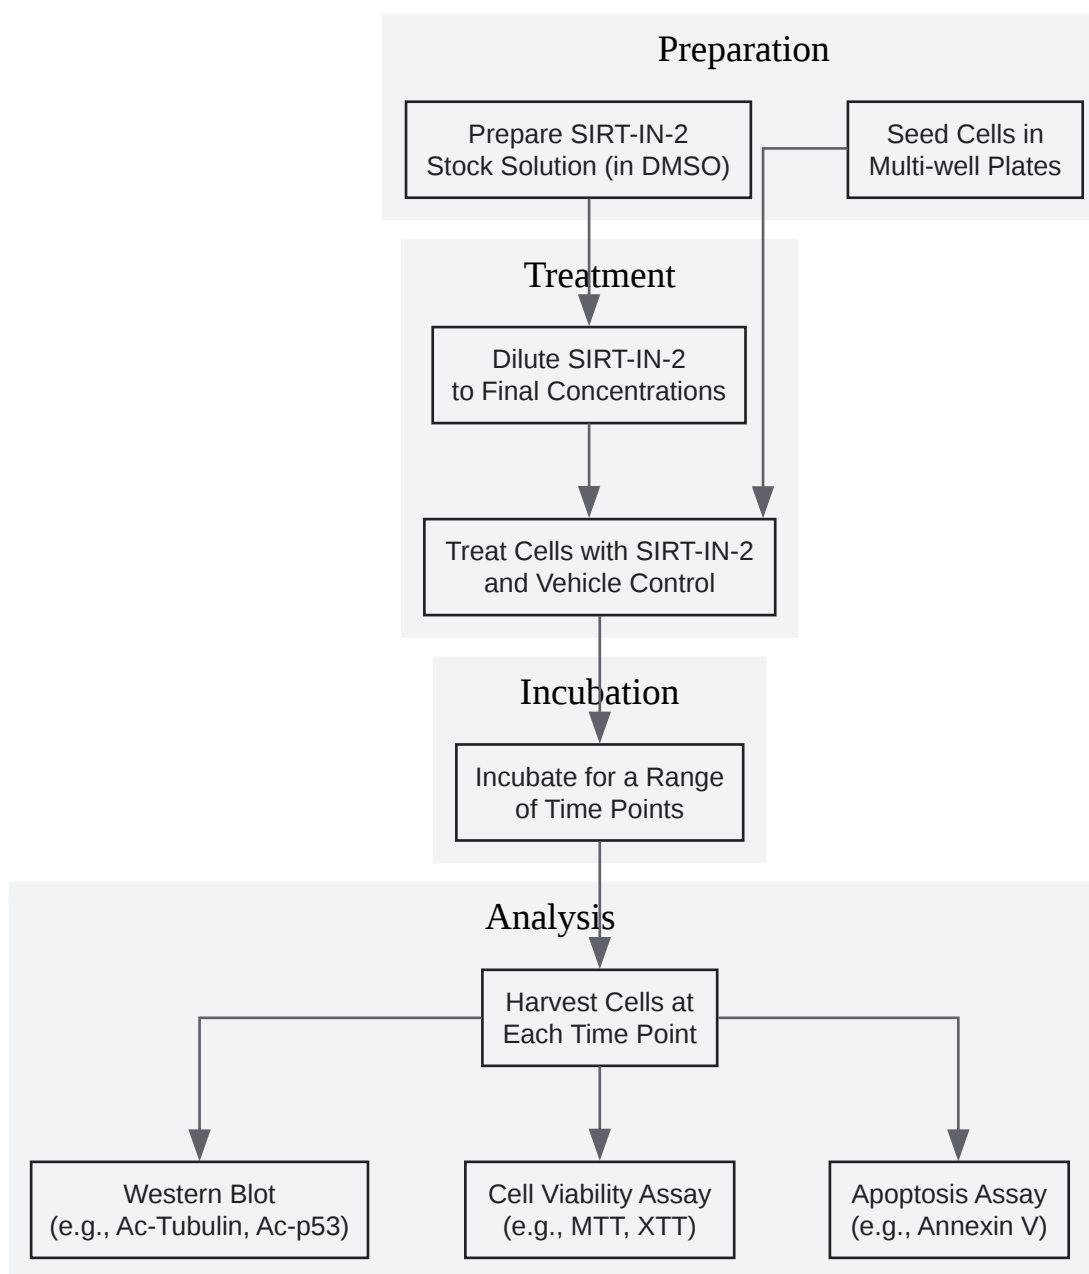 Preparation
Prepare SIRT-IN-2
Stock Solution (in DMSO)
Seed Cells in
Multi-well Plates
Treatment
Dilute SIRT-IN-2
to Final Concentrations
Treat Cells with SIRT-IN-2
and Vehicle Control
Incubation
Incubate for a Range
of Time Points
Analysis
Harvest Cells at
Each Time Point
Western Blot
(e.g., Ac-Tubulin, Ac-p53)
Cell Viability Assay
(e.g., MTT, XTT)
Apoptosis Assay
(e.g., Annexin V)